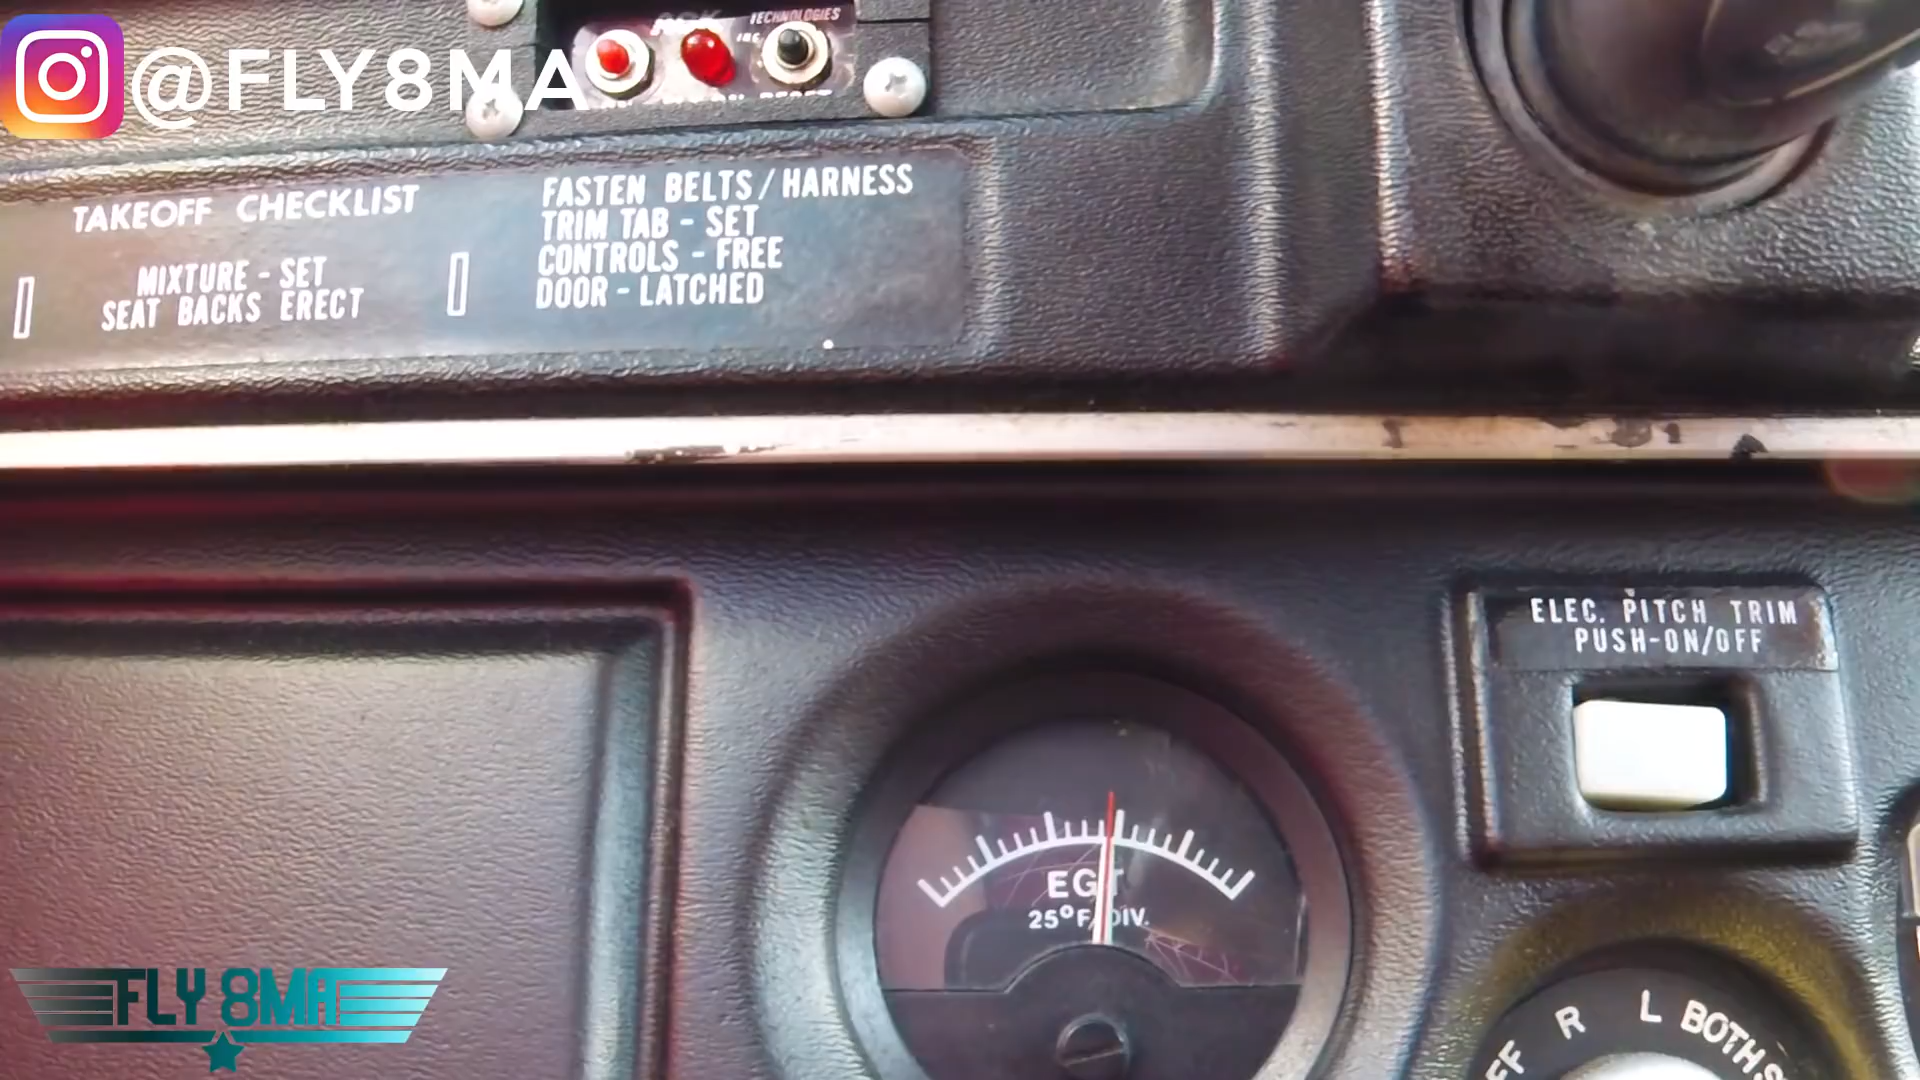 @FLY8MA
TECHNOLOGIES
RESET
TAKEOFF CHECKLIST
MIXTURE - SET
SEAT BACKS ERECT
FASTEN BELTS/HARNESS
TRIM TAB - SET
CONTROLS - FREE
DOOR - LATCHED
ELEC. PITCH TRIM
PUSH-ON/OFF
EGT
25°F/DIV.
R L BOTH S
FLY 8MA